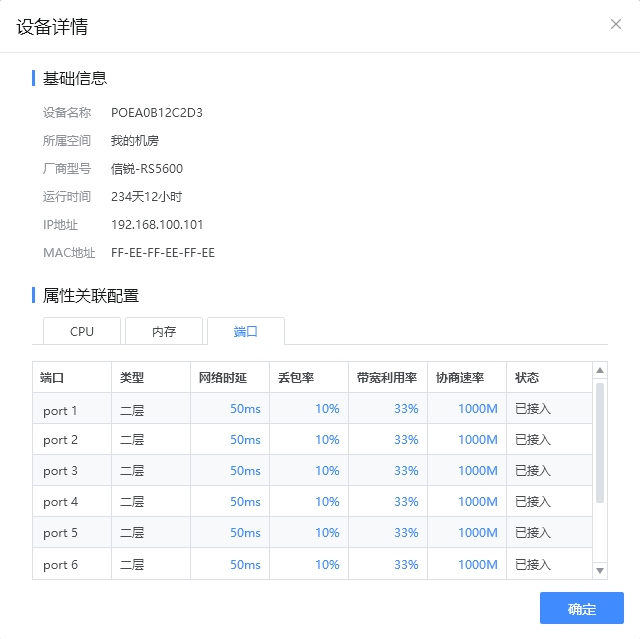 设备详情
基础信息
设备名称 POEA0B12C2D3
所属空间 我的机房
厂商型号 信锐-RS5600
运行时间 234天12小时
IP地址 192.168.100.101
MAC地址 FF-EE-FF-EE-FF-EE
属性关联配置
CPU 内存 端口
端口 类型 网络时延 丢包率 带宽利用率 协商速率 状态
port 1 二层 50ms 10% 33% 1000M 已接入
port 2 二层 50ms 10% 33% 1000M 已接入
port 3 二层 50ms 10% 33% 1000M 已接入
port 4 二层 50ms 10% 33% 1000M 已接入
port 5 二层 50ms 10% 33% 1000M 已接入
port 6 二层 50ms 10% 33% 1000M 已接入
确定